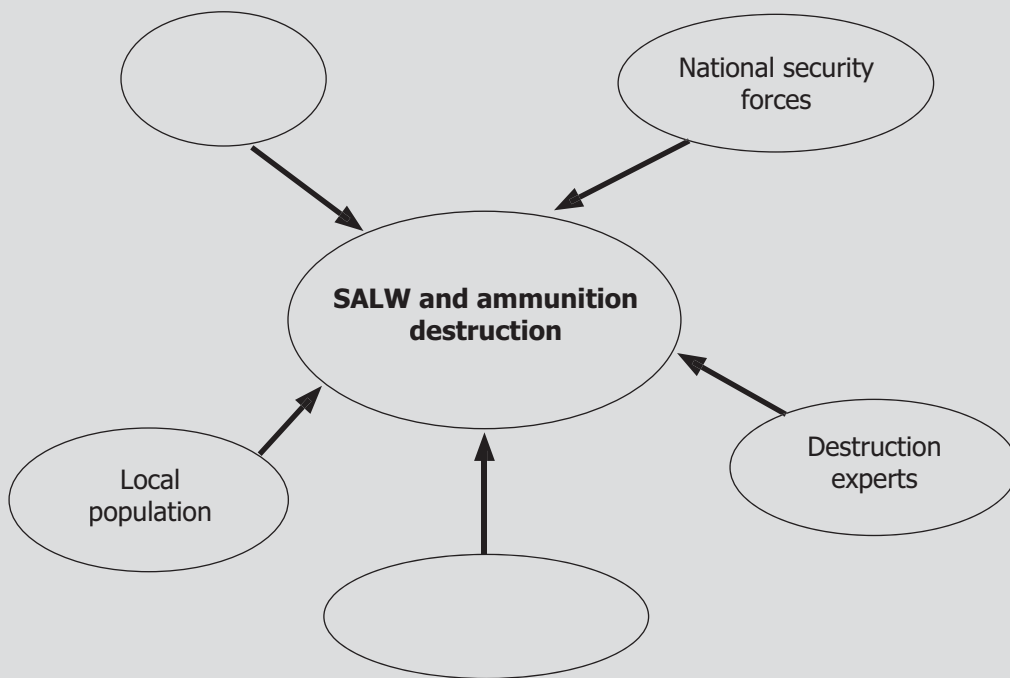 National security
forces
SALW and ammunition
destruction
Local
population
Destruction
experts